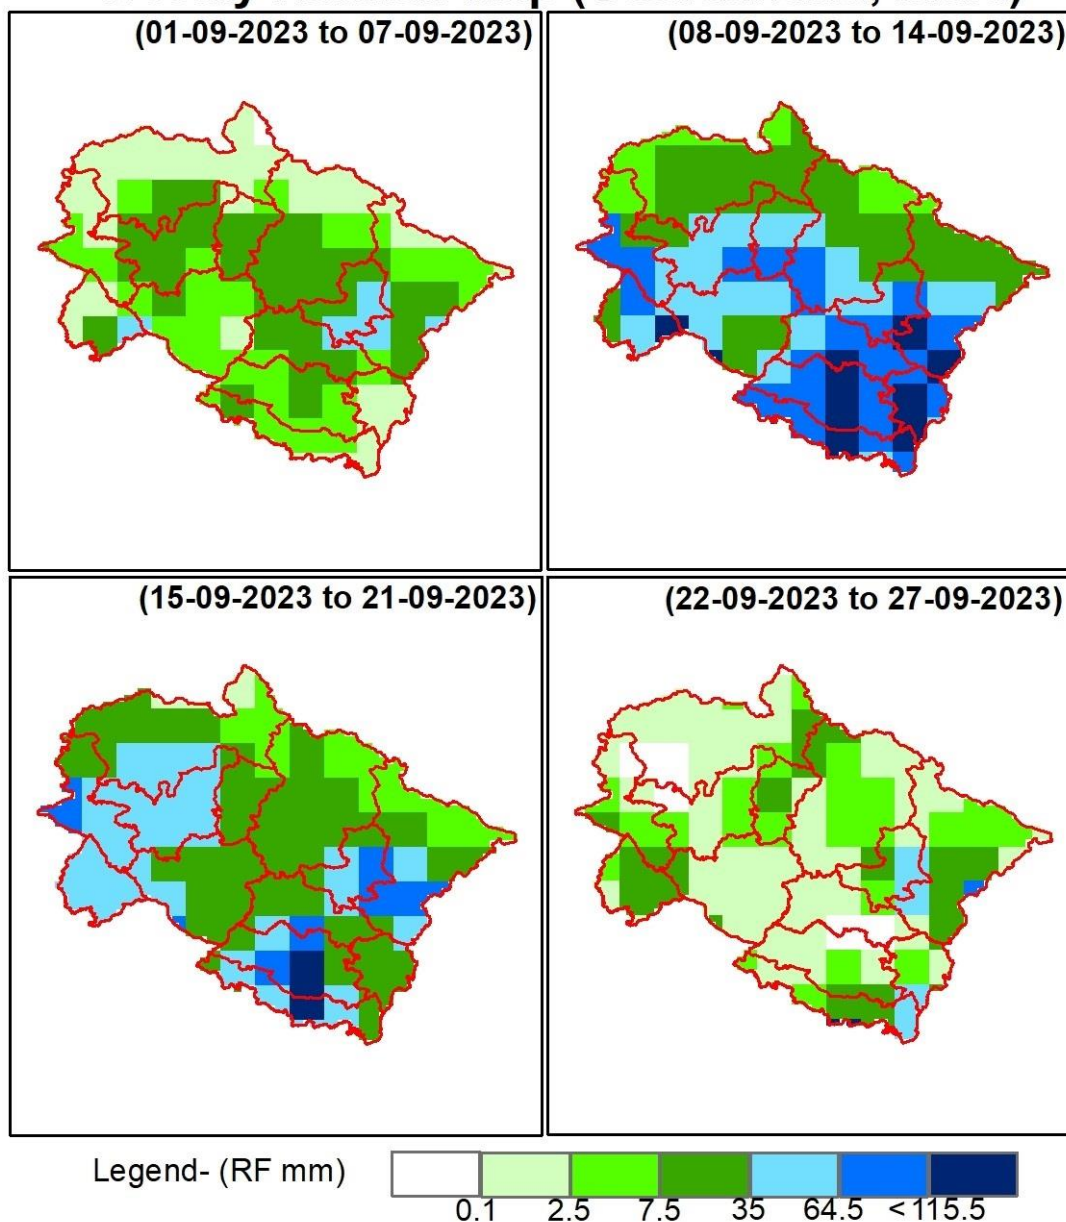 (01-09-2023 to 07-09-2023)
(08-09-2023 to 14-09-2023)
(15-09-2023 to 21-09-2023)
(22-09-2023 to 27-09-2023)
Legend- (RF mm)
0.1 2.5 7.5 35 64.5 <115.5